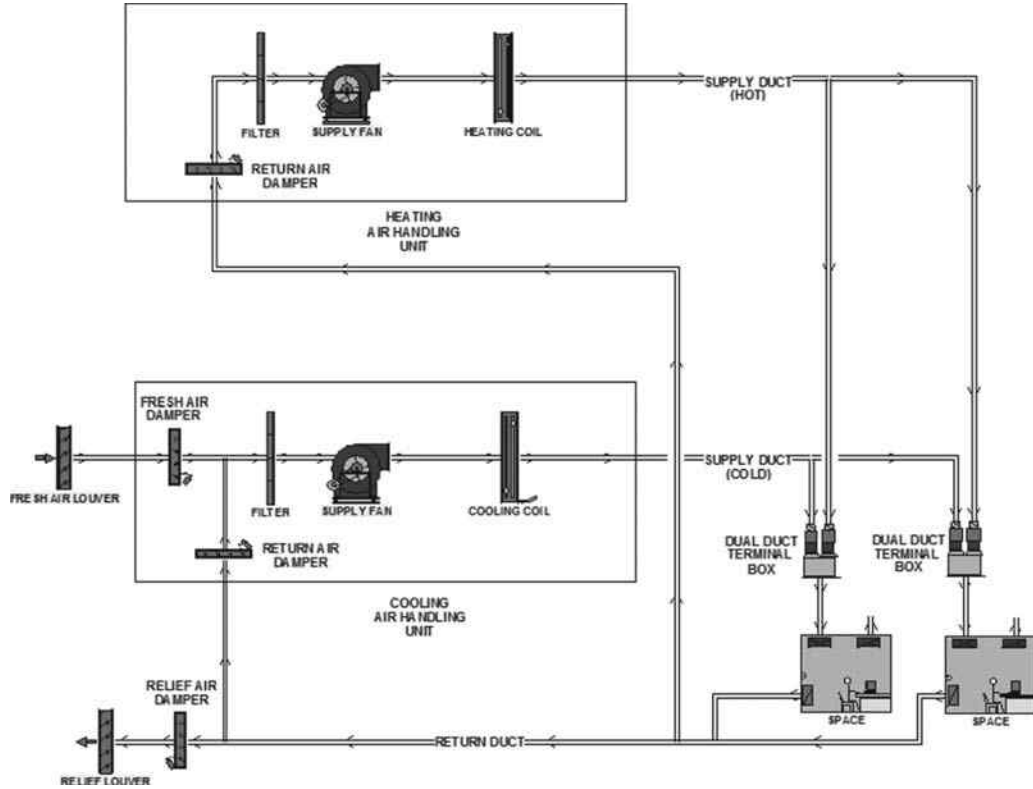 SUPPLY DUCT
(HOT)
FILTER
SUPPLY FAN
HEATING COIL
RETURN AIR
DAMPER
HEATING
AIR HANDLING
UNIT
FRESH AIR
DAMPER
SUPPLY DUCT
(COLD)
FRESH AIR LOUVER
FILTER
SUPPLY FAN
COOLING COIL
RETURN AIR
DAMPER
DUAL DUCT
TERMINAL
BOX
DUAL DUCT
TERMINAL
BOX
COOLING
AIR HANDLING
UNIT
RELIEF AIR
DAMPER
SPACE
SPACE
RETURN DUCT
RELIEF LOUVER